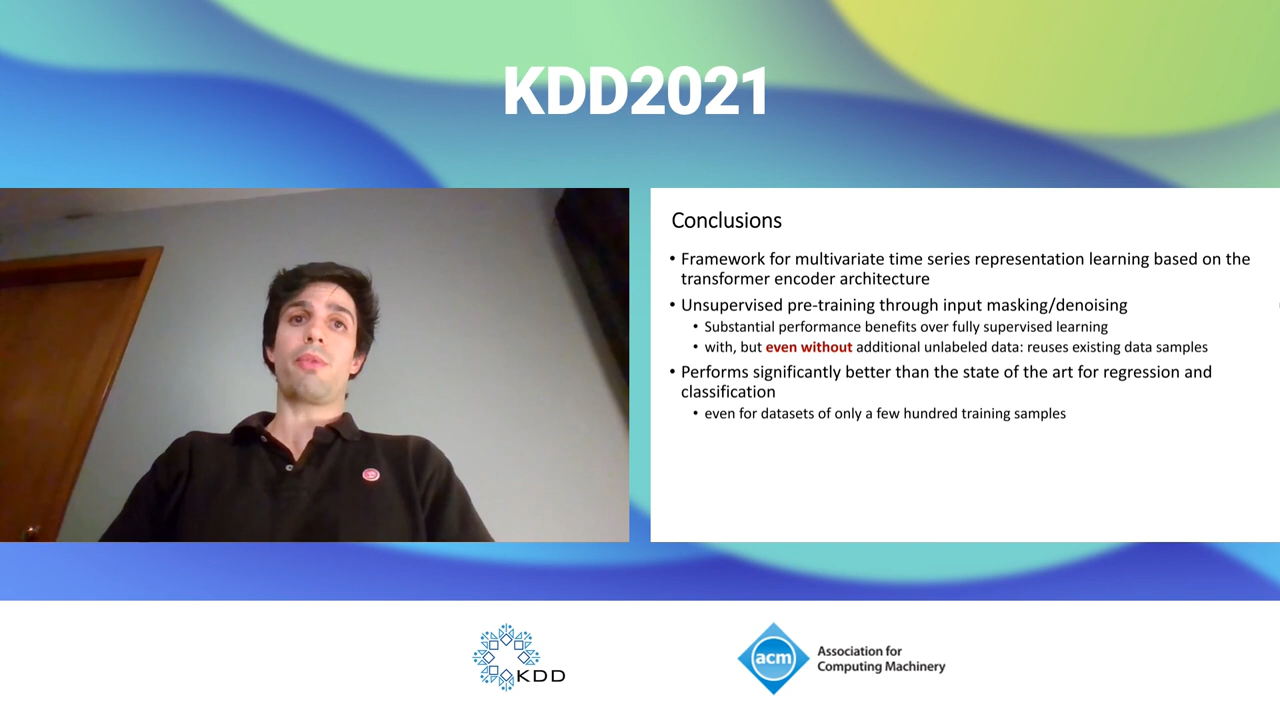 KDD2021
Conclusions
• Framework for multivariate time series representation learning based on the
transformer encoder architecture
• Unsupervised pre-training through input masking/denoising
• Substantial performance benefits over fully supervised learning
• with, but even without additional unlabeled data: reuses existing data samples
• Performs significantly better than the state of the art for regression and
classification
• even for datasets of only a few hundred training samples
KDD
acm
Association for
Computing Machinery